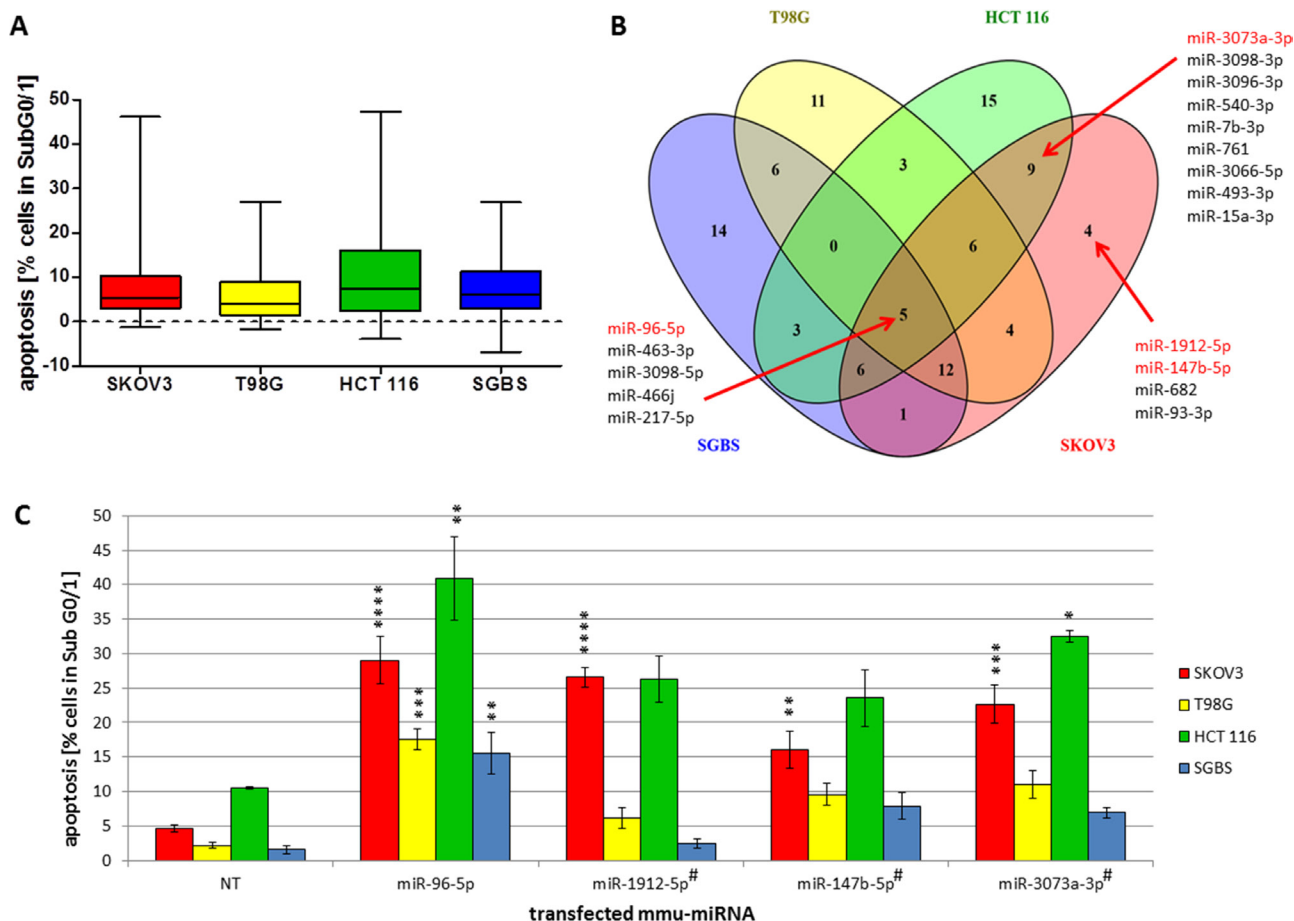 A
apoptosis [% cells in SubG0/1]
50
40
30
20
10
0
-10
SKOV3
T98G
HCT 116
SGBS
B
T98G
HCT 116
11
15
6
3
9
14
0
6
4
3
5
4
6
12
1
SGBS
SKOV3
miR-3073a-3p
miR-3098-3p
miR-3096-3p
miR-540-3p
miR-7b-3p
miR-761
miR-3066-5p
miR-493-3p
miR-15a-3p
miR-96-5p
miR-463-3p
miR-3098-5p
miR-466j
miR-217-5p
miR-1912-5p
miR-147b-5p
miR-682
miR-93-3p
C
apoptosis [% cells in Sub G0/1]
50
45
40
35
30
25
20
15
10
5
0
****
***
**
**
****
**
***
*
NT
miR-96-5p
miR-1912-5p#
miR-147b-5p#
miR-3073a-3p#
transfected mmu-miRNA
SKOV3
T98G
HCT 116
SGBS